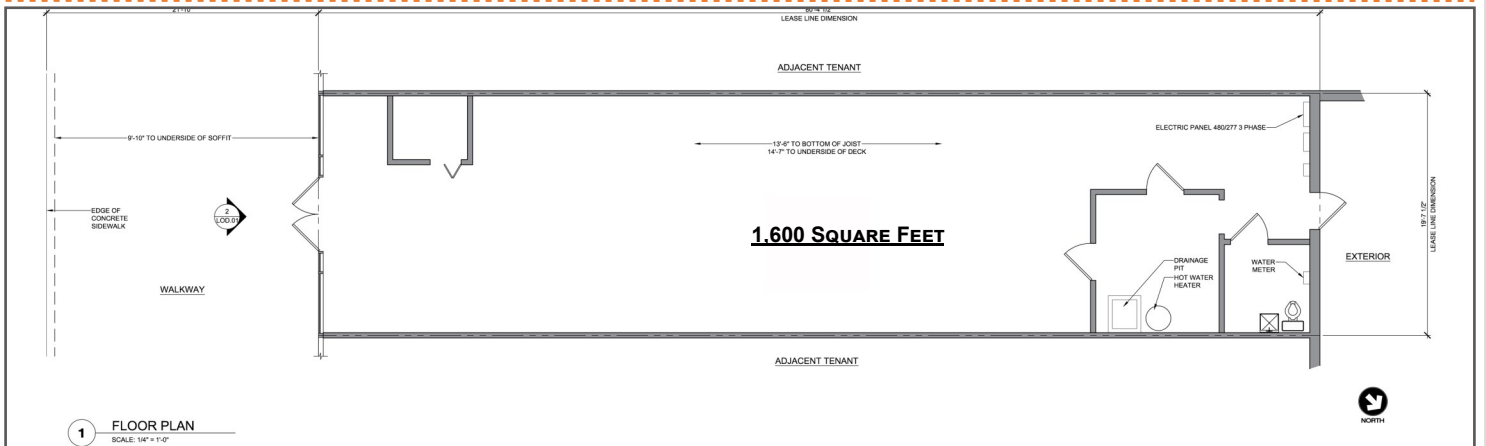 LEASE LINE DIMENSION
ADJACENT TENANT
9'-10" TO UNDERSIDE OF SOFFIT
13'-6" TO BOTTOM OF JOIST
14'-7" TO UNDERSIDE OF DECK
ELECTRIC PANEL 480/277 3 PHASE
EDGE OF
CONCRETE
SIDEWALK
2
LOD.01
1,600 SQUARE FEET
19'-7 1/2"
LEASE LINE DIMENSION
DRAINAGE
PIT
HOT WATER
HEATER
WATER
METER
EXTERIOR
WALKWAY
ADJACENT TENANT
1
FLOOR PLAN
SCALE: 1/4" = 1'-0"
NORTH